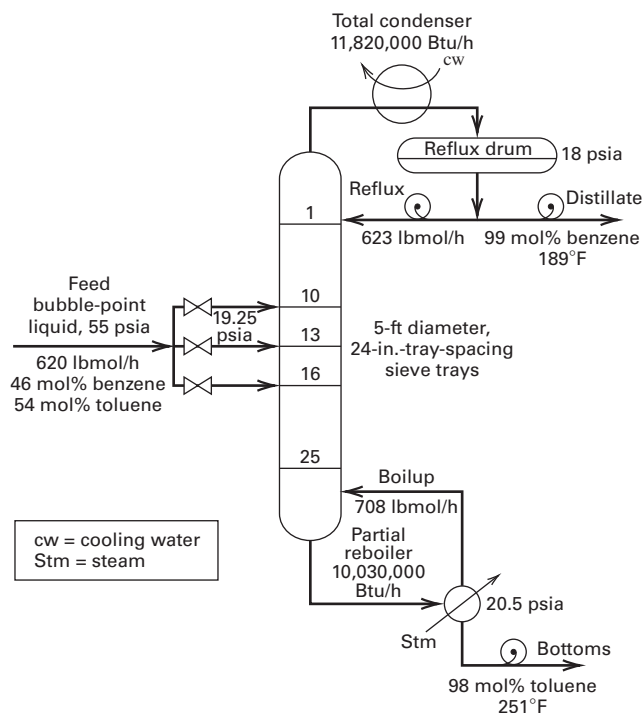 Total condenser
11,820,000 Btu/h
cw
Reflux drum
18 psia
Reflux
Distillate
1
623 lbmol/h
99 mol% benzene
189°F
Feed
bubble-point
liquid, 55 psia
10
19.25
psia
13
5-ft diameter,
24-in.-tray-spacing
sieve trays
620 lbmol/h
46 mol% benzene
54 mol% toluene
16
25
Boilup
708 lbmol/h
cw = cooling water
Stm = steam
Partial
reboiler
10,030,000
Btu/h
20.5 psia
Stm
Bottoms
98 mol% toluene
251°F